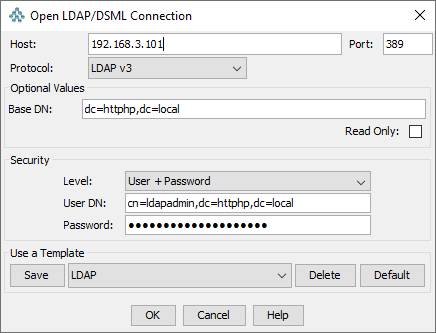 Open LDAP/DSML Connection
Host: 192.168.3.101 Port: 389
Protocol: LDAP v3
Optional Values
Base DN: dc=httphp,dc=local
Read Only:
Security
Level: User + Password
User DN: cn=ldapadmin,dc=httphp,dc=local
Password: ●●●●●●●●●●●●●●●●●●●●
Use a Template
Save LDAP Delete Default
OK Cancel Help